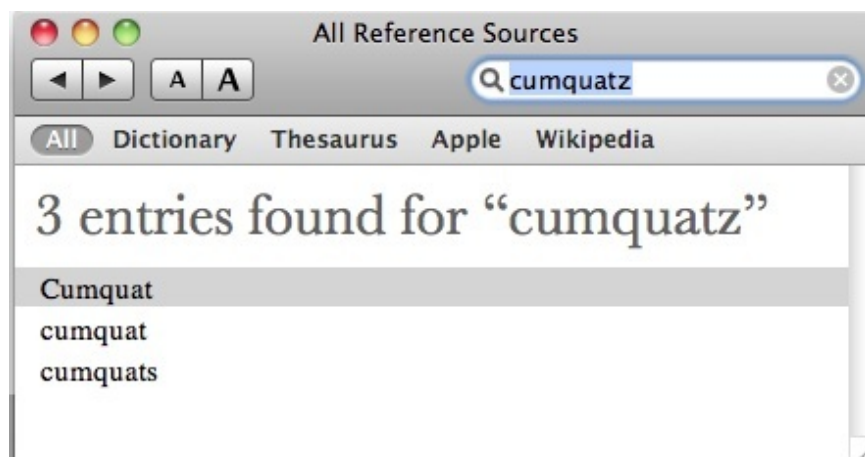 All Reference Sources
A A cumquatz
All Dictionary Thesaurus Apple Wikipedia
3 entries found for “cumquatz”
Cumquat
cumquat
cumquats